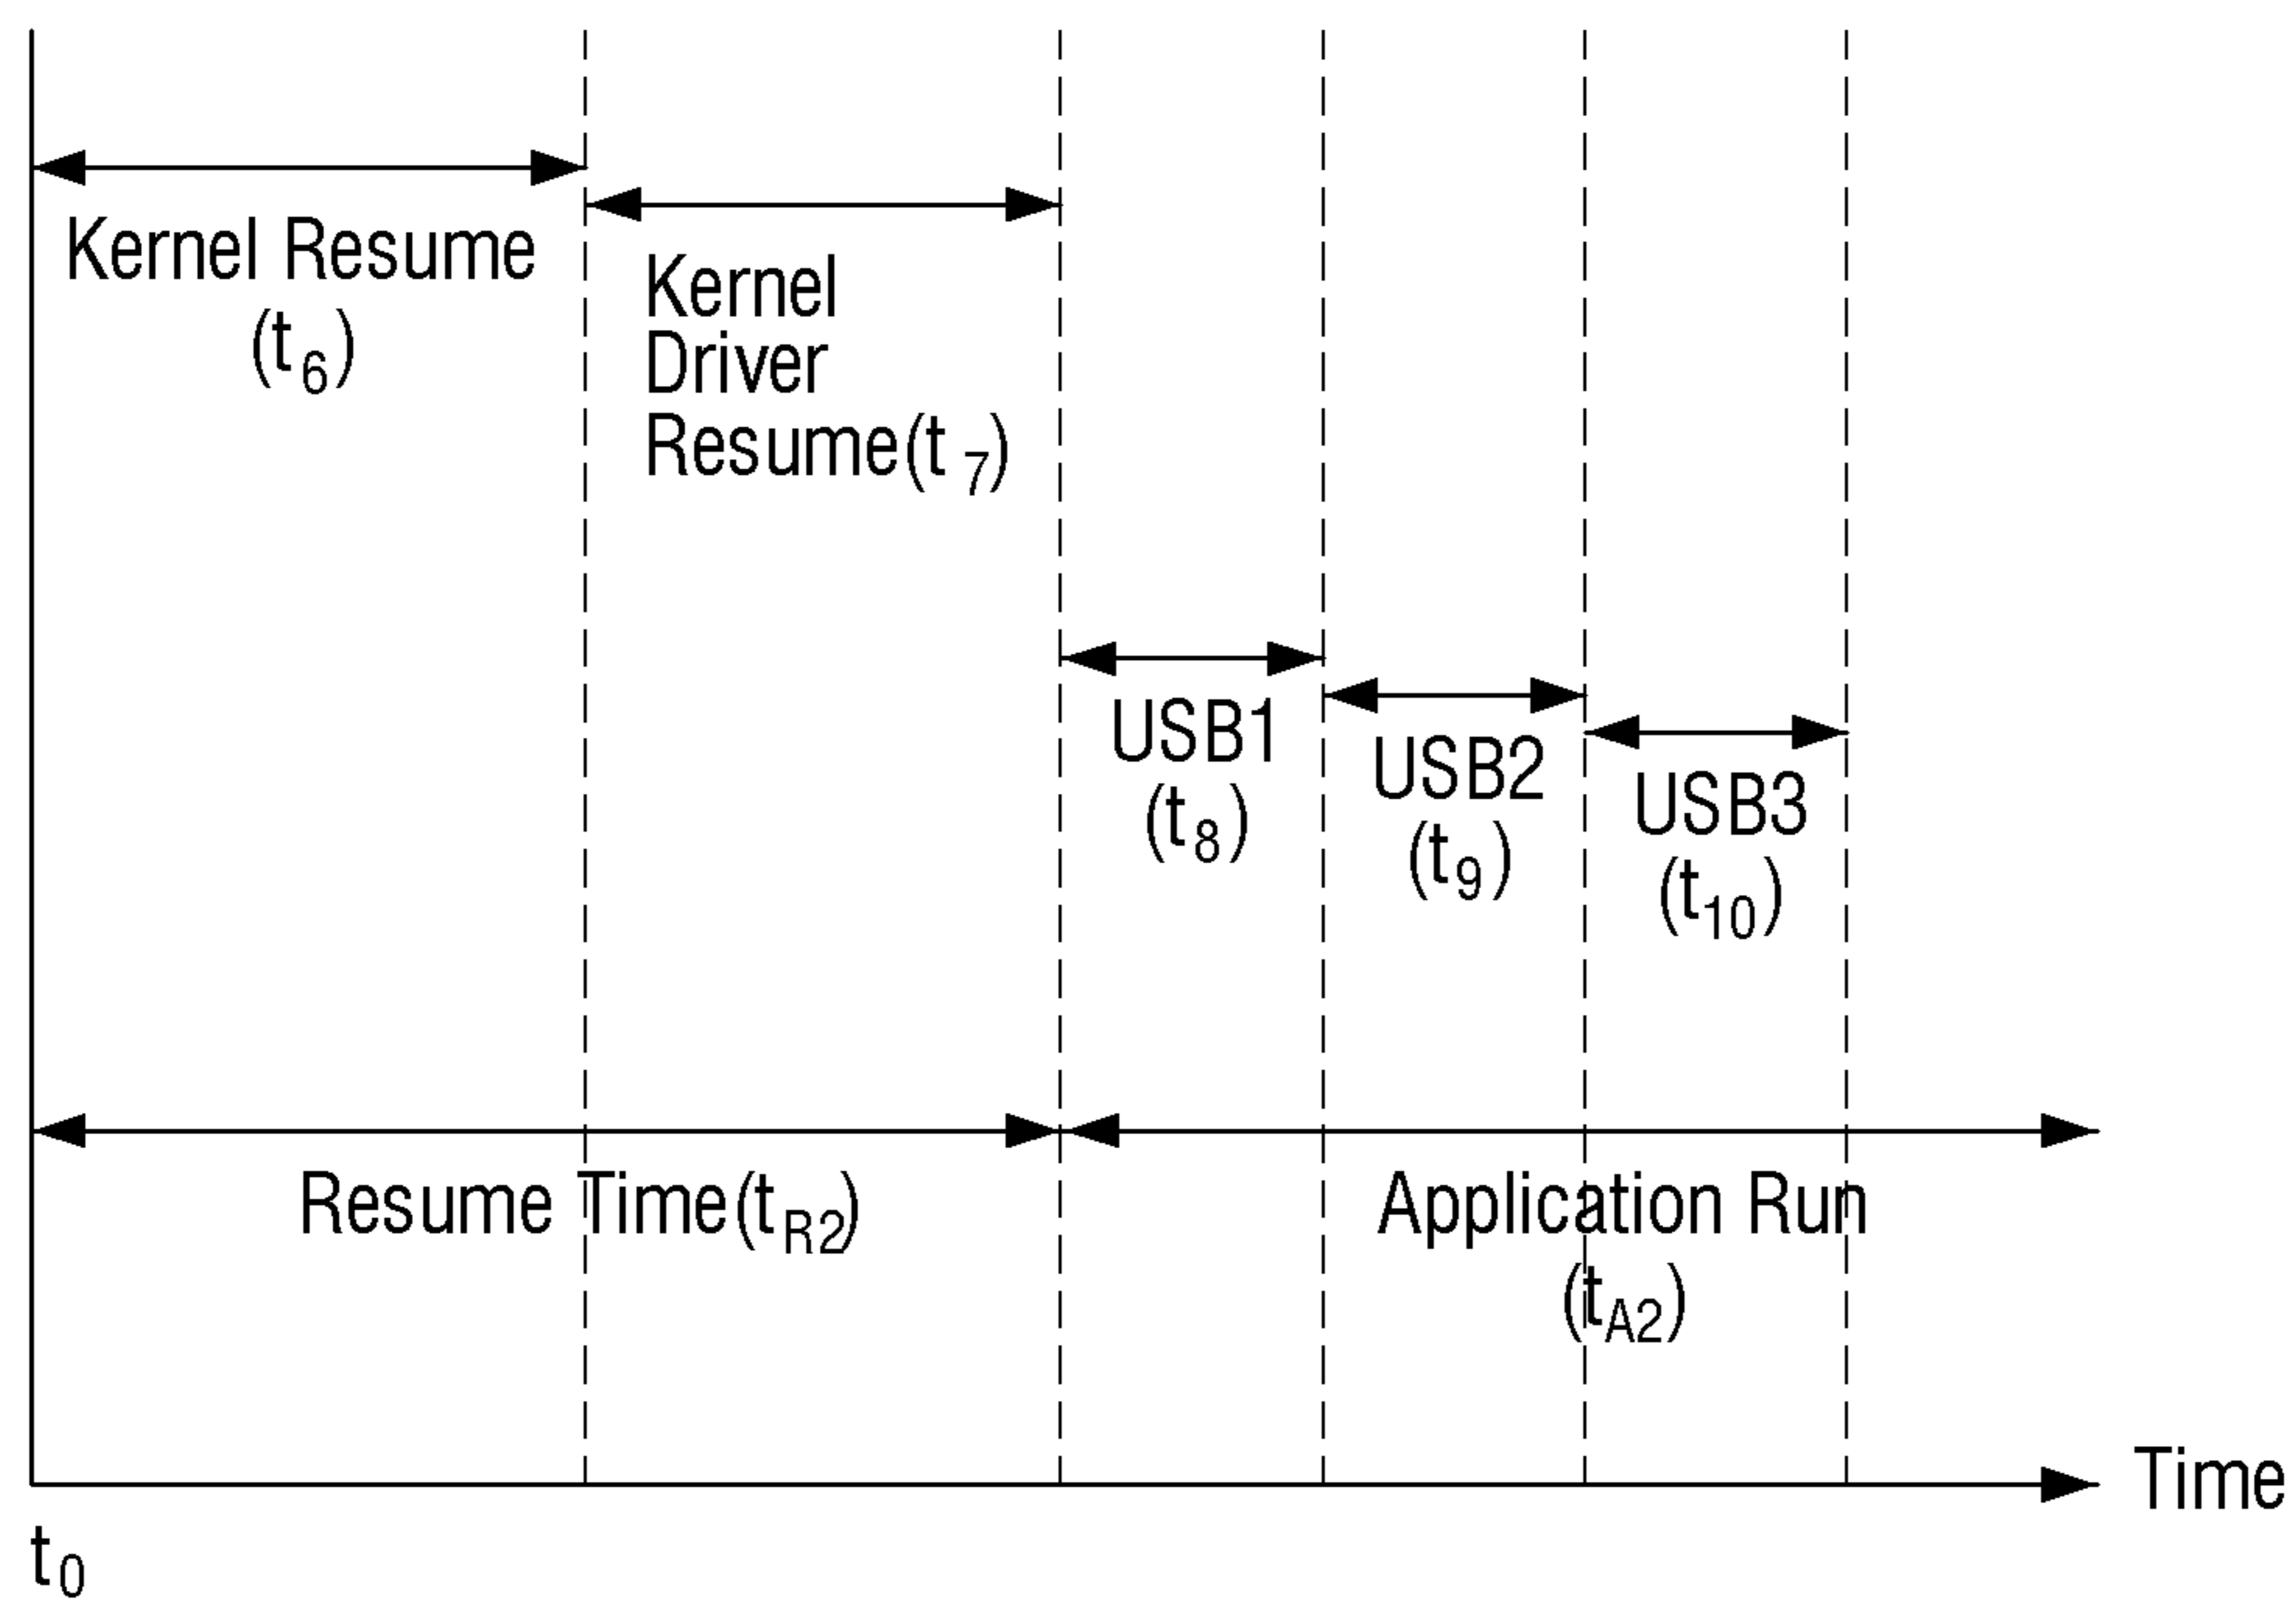 Kernel Resume
(t6)
Kernel
Driver
Resume(t7)
USB1
(t8)
USB2
(t9)
USB3
(t10)
Resume Time(tR2)
Application Run
(tA2)
Time
t0